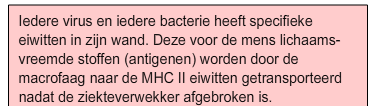 Iedere virus en iedere bacterie heeft specifieke
eiwitten in zijn wand. Deze voor de mens lichaams-
vreemde stoffen (antigenen) worden door de
macrofaag naar de MHC II eiwitten getransporteerd
nadat de ziekteverwekker afgebroken is.